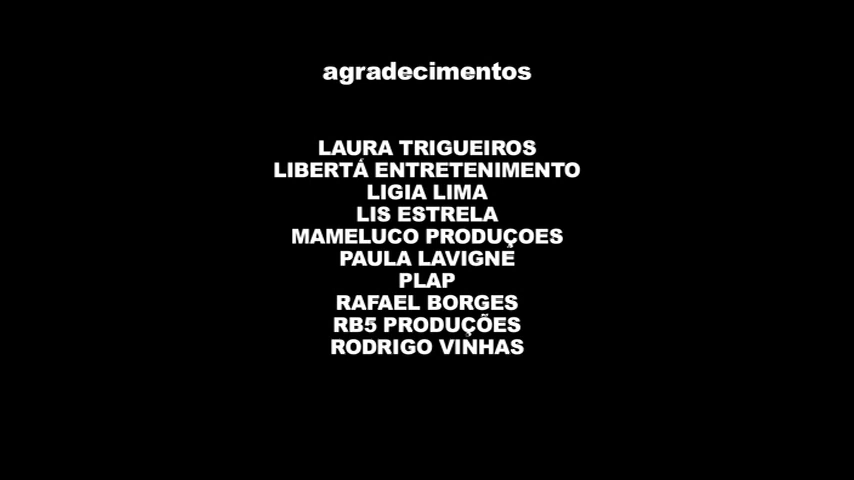 agradecimentos
LAURA TRIGUEIROS
LIBERTÁ ENTRETENIMENTO
LIGIA LIMA
LIS ESTRELA
MAMELUCO PRODUÇOES
PAULA LAVIGNE
PLAP
RAFAEL BORGES
RB5 PRODUÇÕES
RODRIGO VINHAS